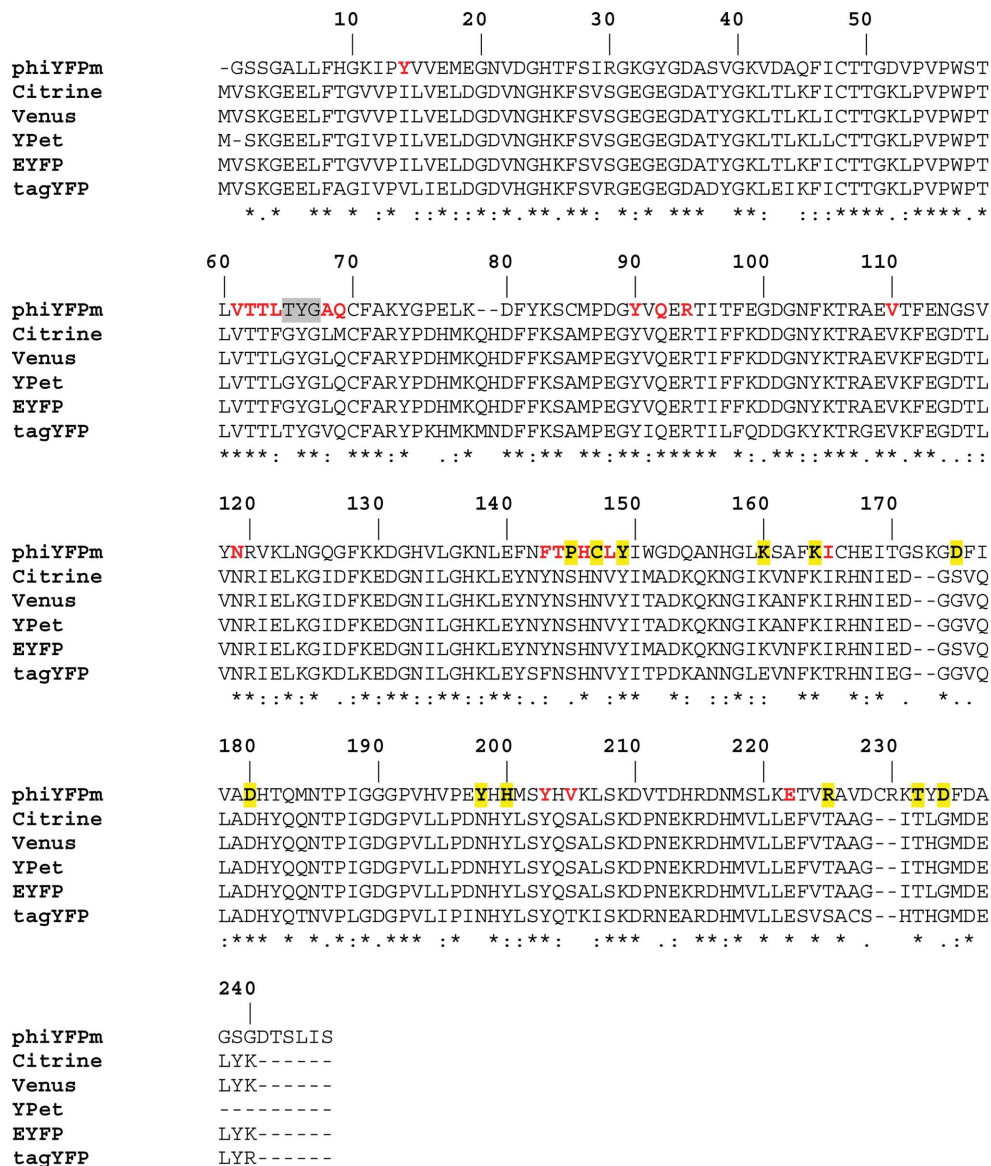 10 20 30 40 50
phiYFPm -GSSGALLFHGKIPYVVEMEGNVDGHTFSIRGKGYGDASVGKVDAQFICTTGDVPVPWST
Citrine MVSKGEELFTGVVPILVELDGDVNGHKFSVSGEGEGDATYGKLTLKFICTTGKLPVPWPT
Venus MVSKGEELFTGVVPILVELDGDVNGHKFSVSGEGEGDATYGKLTLKLICTTGKLPVPWPT
YPet M-SKGEELFTGIVPILVELDGDVNGHKFSVSGEGEGDATYGKLTLKLLCTTGKLPVPWPT
EYFP MVSKGEELFTGVVPILVELDGDVNGHKFSVSGEGEGDATYGKLTLKFICTTGKLPVPWPT
tagYFP MVSKGEELFAGIVPVLIELDGDVHGHKFSVRGEGEGDADYGKLEIKFICTTGKLPVPWPT
*.* ** * :* ::*::*:*.**.**: *:* *** **: .::****.:****.*
60 70 80 90 100 110
phiYFPm LVTTLTYGAQCFAKYGPELK--DFYKSCMPDGYVQERTITFEGDGNFKTRAEVTFENGSV
Citrine LVTTFGYGLMCFARYPDHMKQHDFFKSAMPEGYVQERTIFFKDDGNYKTRAEVKFEGDTL
Venus LVTTLGYGLQCFARYPDHMKQHDFFKSAMPEGYVQERTIFFKDDGNYKTRAEVKFEGDTL
YPet LVTTLGYGLQCFARYPDHMKQHDFFKSAMPEGYVQERTIFFKDDGNYKTRAEVKFEGDTL
EYFP LVTTFGYGLQCFARYPDHMKQHDFFKSAMPEGYVQERTIFFKDDGNYKTRAEVKFEGDTL
tagYFP LVTTLTYGVQCFARYPKHMKMNDFFKSAMPEGYIQERTILFQDDGKYKTRGEVKFEGDTL
****: ** ***:* .:* **:**.**:**:***** *:.**::***.**.**..::
120 130 140 150 160 170
phiYFPm YNRVKLNGQGFKKDGHVLGKNLEFNFTPHCLYIWGDQANHGLKSAFKICHEITGSKGDFI
Citrine VNRIELKGIDFKEDGNILGHKLEYNYNSHNVYIMADKQKNGIKVNFKIRHNIED--GSVQ
Venus VNRIELKGIDFKEDGNILGHKLEYNYNSHNVYITADKQKNGIKANFKIRHNIED--GGVQ
YPet VNRIELKGIDFKEDGNILGHKLEYNYNSHNVYITADKQKNGIKANFKIRHNIED--GGVQ
EYFP VNRIELKGIDFKEDGNILGHKLEYNYNSHNVYIMADKQKNGIKVNFKIRHNIED--GSVQ
tagYFP VNRIELKGKDLKEDGNILGHKLEYSFNSHNVYITPDKANNGLEVNFKTRHNIEG--GGVQ
**::*:* .:*:**::**::**:.: .* :** *: ::*:: ** *:* . *..
180 190 200 210 220 230
phiYFPm VADHTQMNTPIGGGPVHVPEYHHMSYHVKLSKDVTDHRDNMSLKETVRAVDCRKTYDFDA
Citrine LADHYQQNTPIGDGPVLLPDNHYLSYQSALSKDPNEKRDHMVLLEFVTAAG--ITLGMDE
Venus LADHYQQNTPIGDGPVLLPDNHYLSYQSALSKDPNEKRDHMVLLEFVTAAG--ITHGMDE
YPet LADHYQQNTPIGDGPVLLPDNHYLSYQSALSKDPNEKRDHMVLLEFVTAAG--ITHGMDE
EYFP LADHYQQNTPIGDGPVLLPDNHYLSYQSALSKDPNEKRDHMVLLEFVTAAG--ITLGMDE
tagYFP LADHYQTNVPLGDGPVLIPINHYLSYQTKISKDRNEARDHMVLLESVSACS--HTHGMDE
:*** * *.*:*.*** :* *::**: :*** .: **:* * * * * . * .:*
240
phiYFPm GSGDTSLIS
Citrine LYK------
Venus LYK------
YPet ---------
EYFP LYK------
tagYFP LYR------